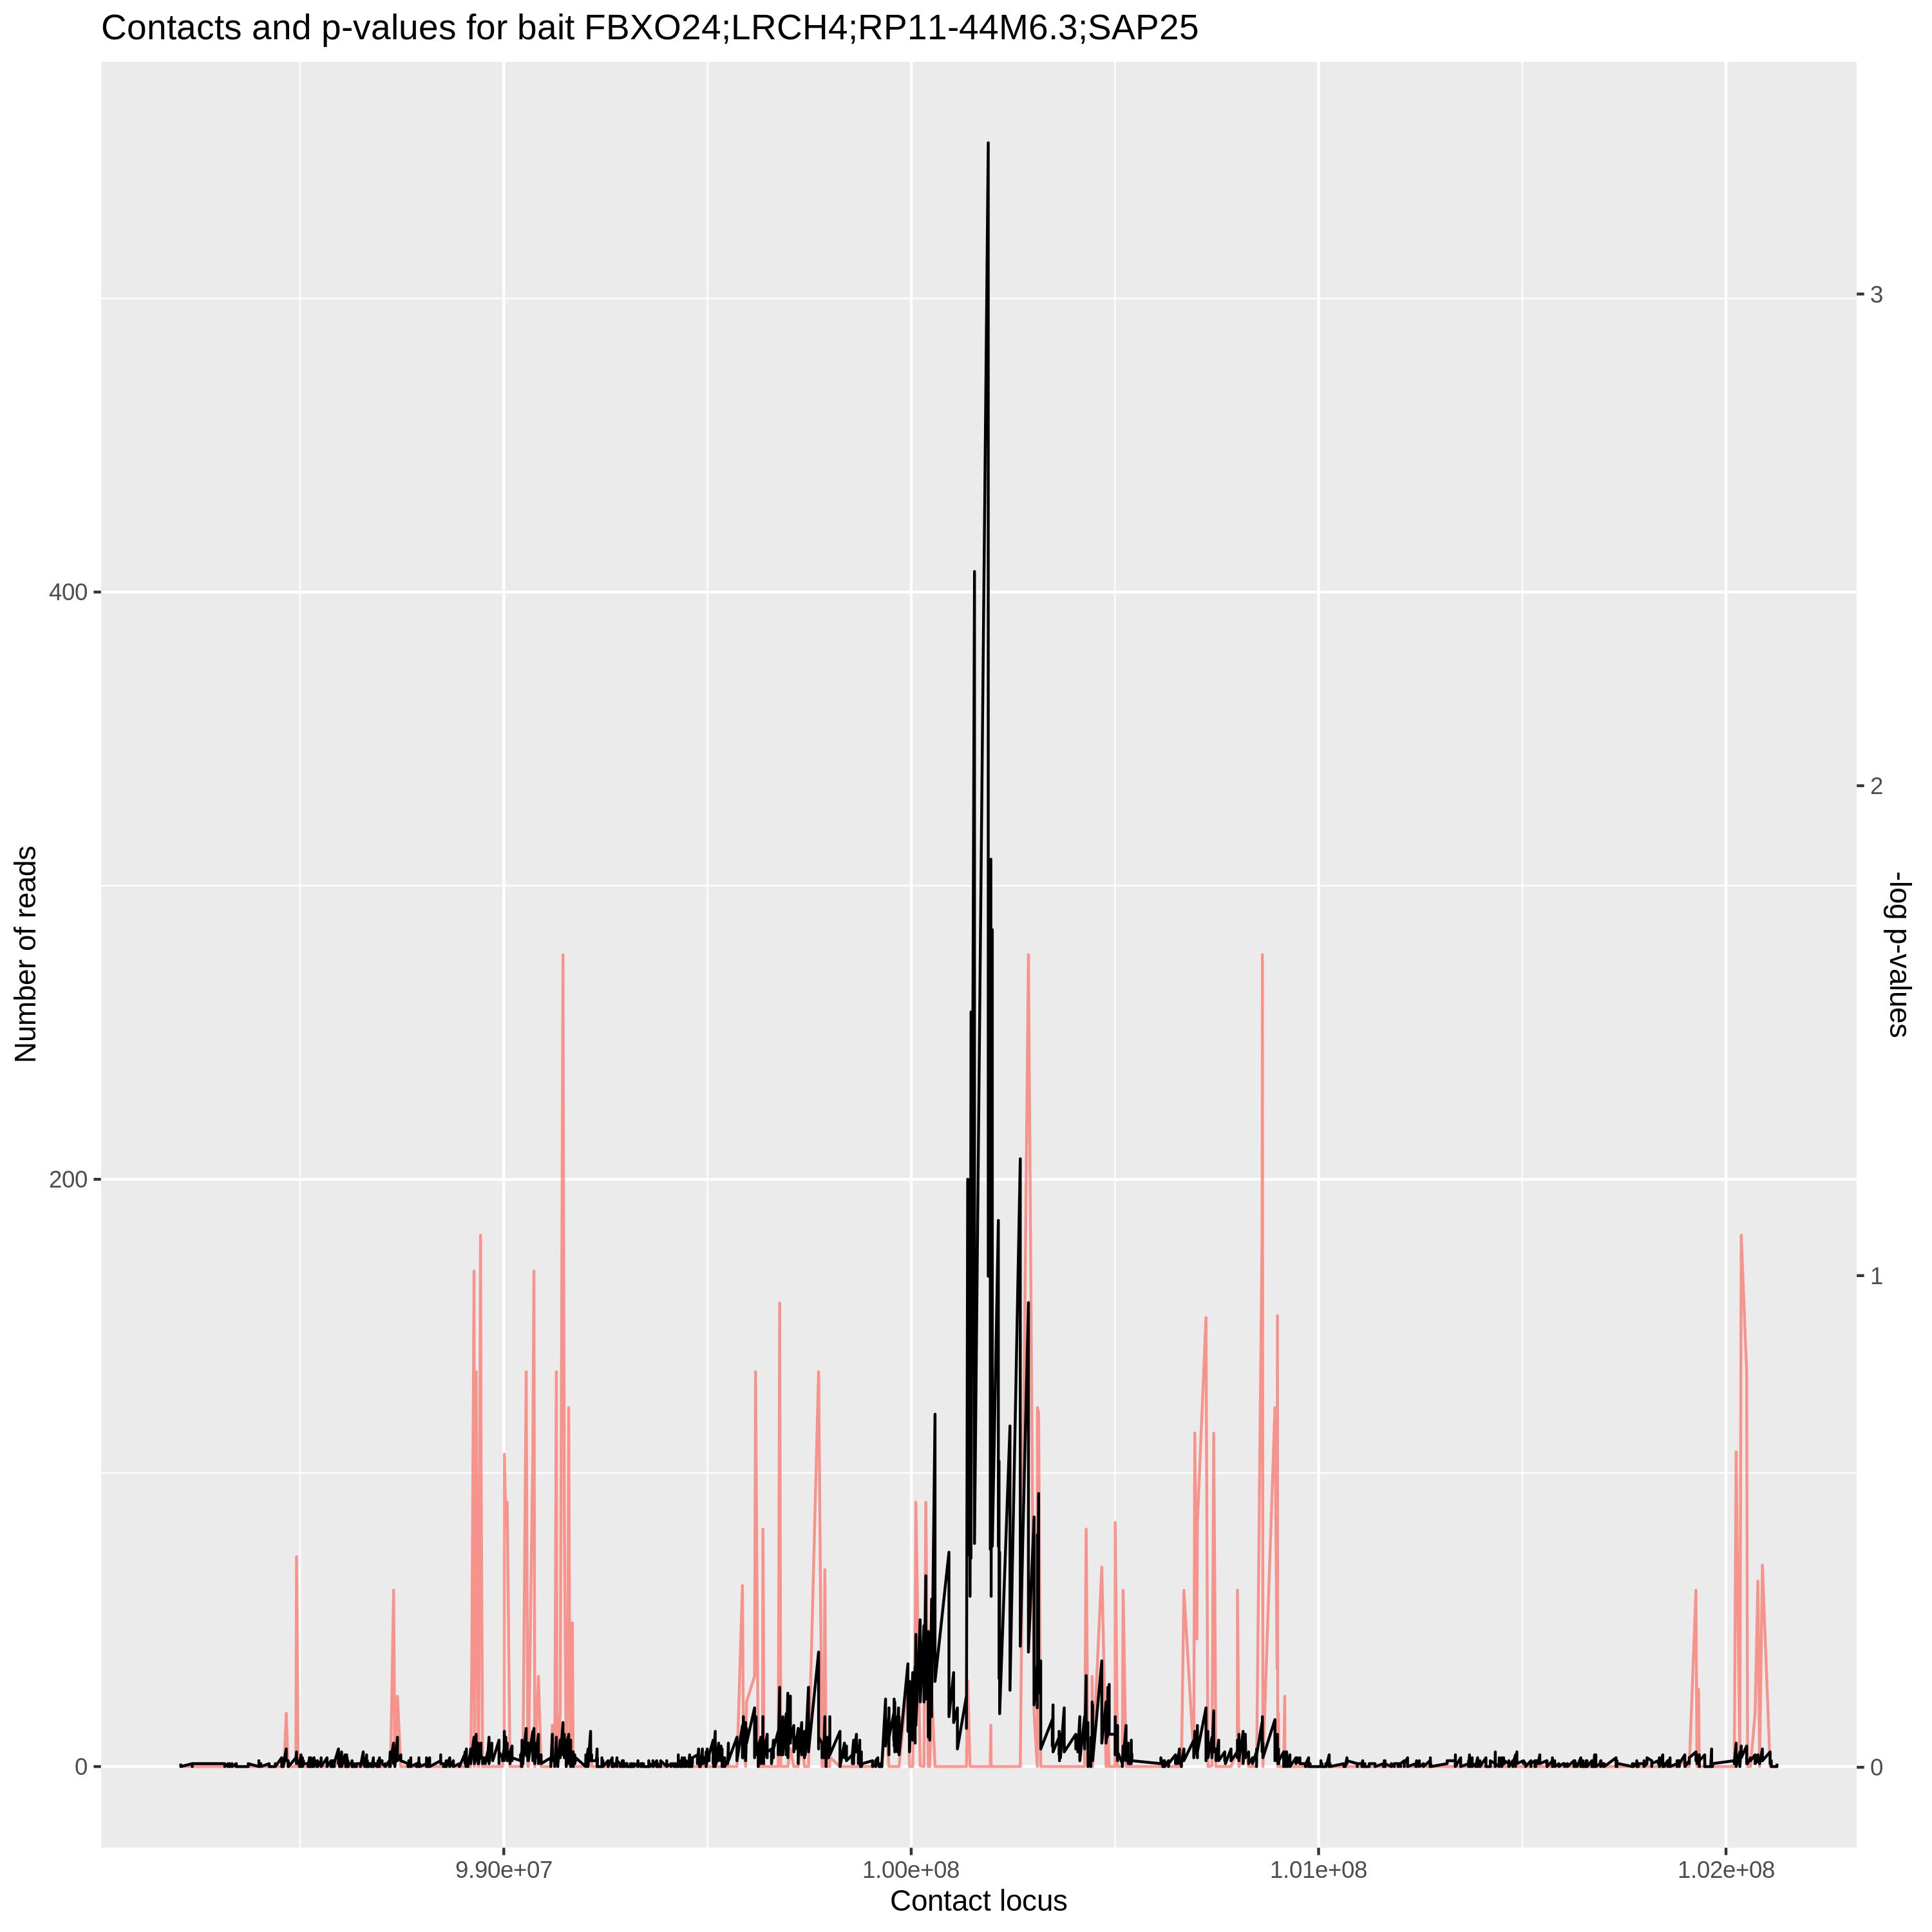 Contacts and p-values for bait FBXO24;LRCH4;RP11-44M6.3;SAP25
Number of reads
400
200
0
3
2
1
0
-log p-values
9.90e+07 1.00e+08 1.01e+08 1.02e+08
Contact locus